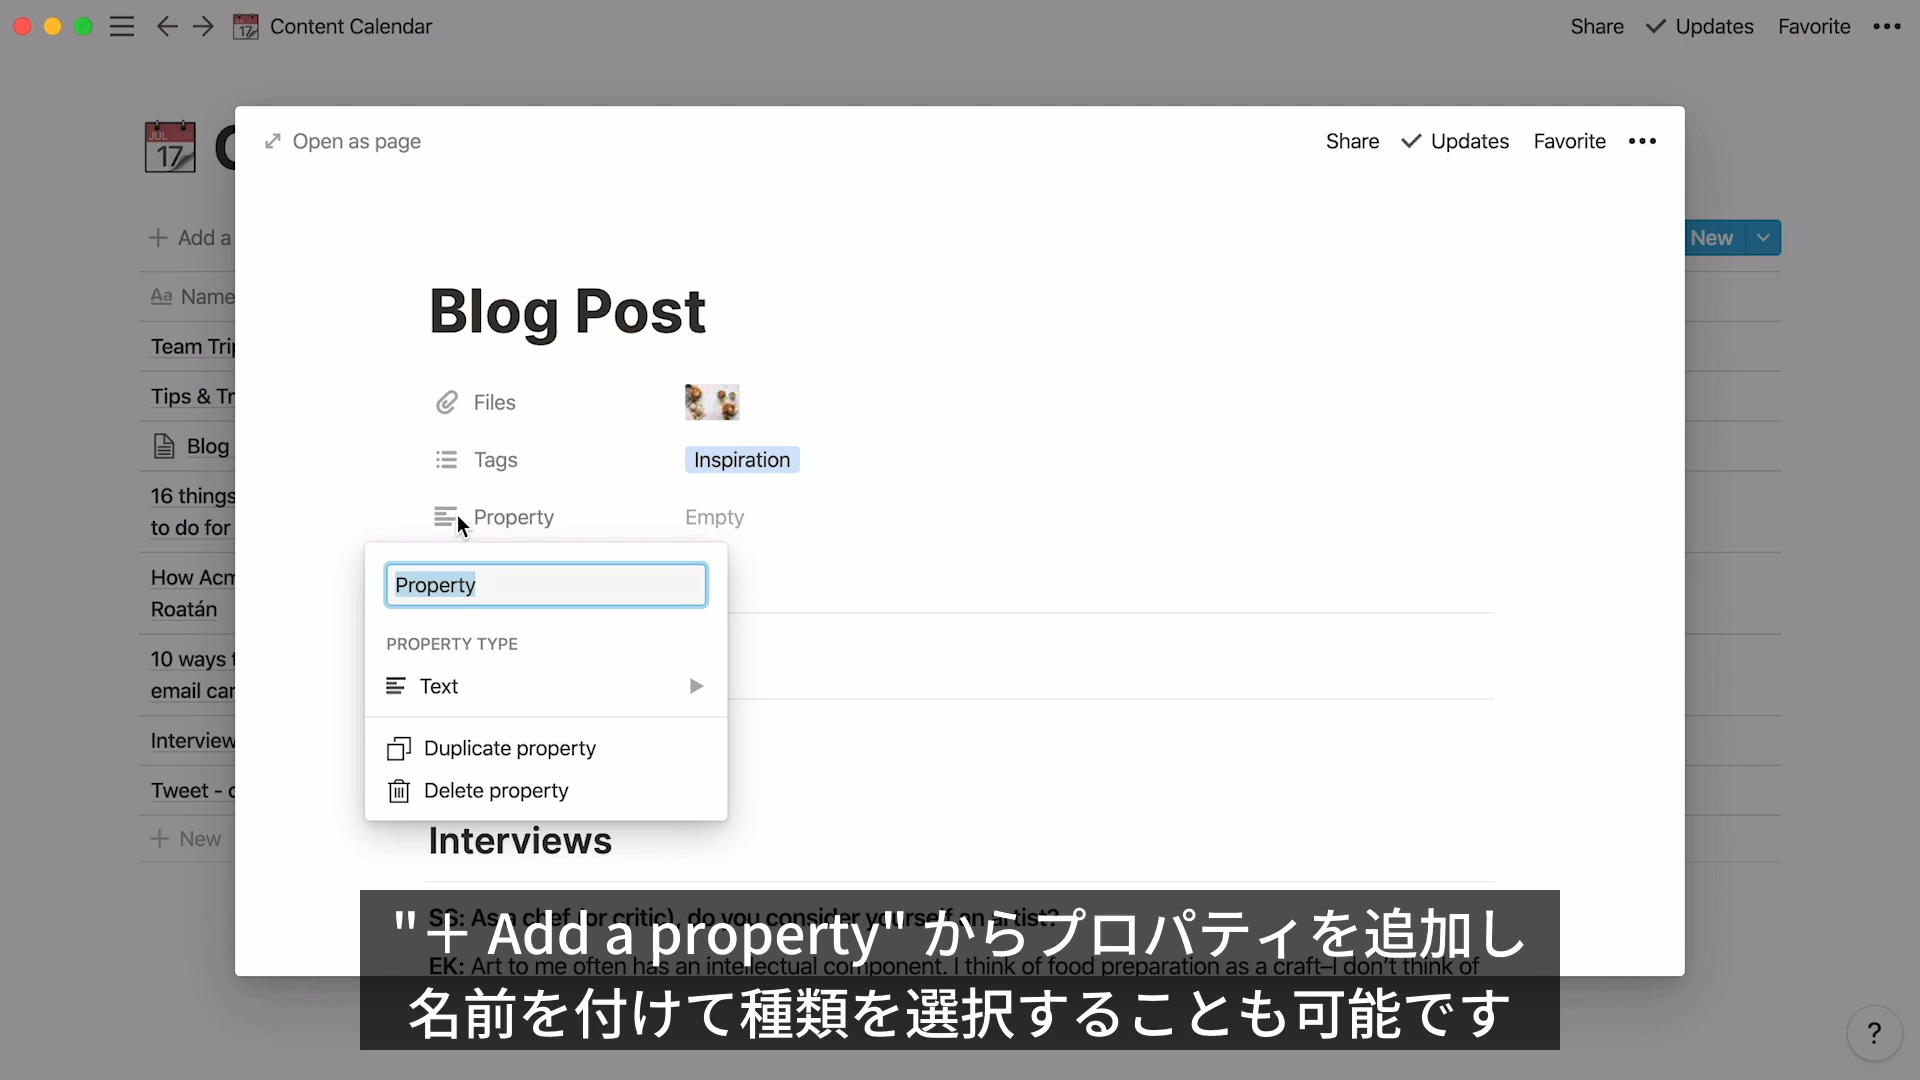 Content Calendar
Share
Updates
Favorite
JUL
17
Open as page
Share
Updates
Favorite
Add a
New
Aa Name
Team Tri
Tips & Tr
Blog
16 things
to do for
How Acm
Roatán
10 ways
email car
Interview
Tweet -
New
Blog Post
Files
Tags
Inspiration
Property
Empty
Property
PROPERTY TYPE
Text
Duplicate property
Delete property
Interviews
SS: As a chef (or critic), do you consider yourself an artist?
EK: Art to me often has an intellectual component. I think of food preparation as a craft–I don't think of
"＋ Add a property" からプロパティを追加し
名前を付けて種類を選択することも可能です
?